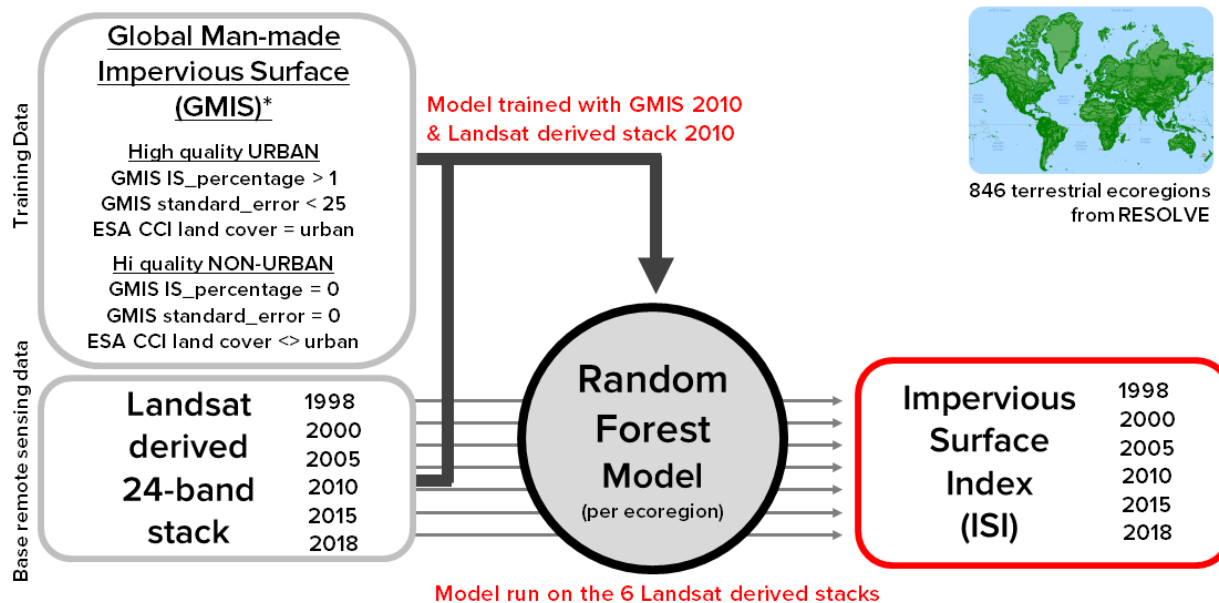 Training Data
Global Man-made
Impervious Surface
(GMIS)*
High quality URBAN
GMIS IS_percentage > 1
GMIS standard_error < 25
ESA CCI land cover = urban
Hi quality NON-URBAN
GMIS IS_percentage = 0
GMIS standard_error = 0
ESA CCI land cover <> urban
Model trained with GMIS 2010
& Landsat derived stack 2010
846 terrestrial ecoregions
from RESOLVE
Base remote sensing data
Landsat
derived
24-band
stack
1998
2000
2005
2010
2015
2018
Random
Forest
Model
(per ecoregion)
Impervious
Surface
Index
(ISI)
1998
2000
2005
2010
2015
2018
Model run on the 6 Landsat derived stacks